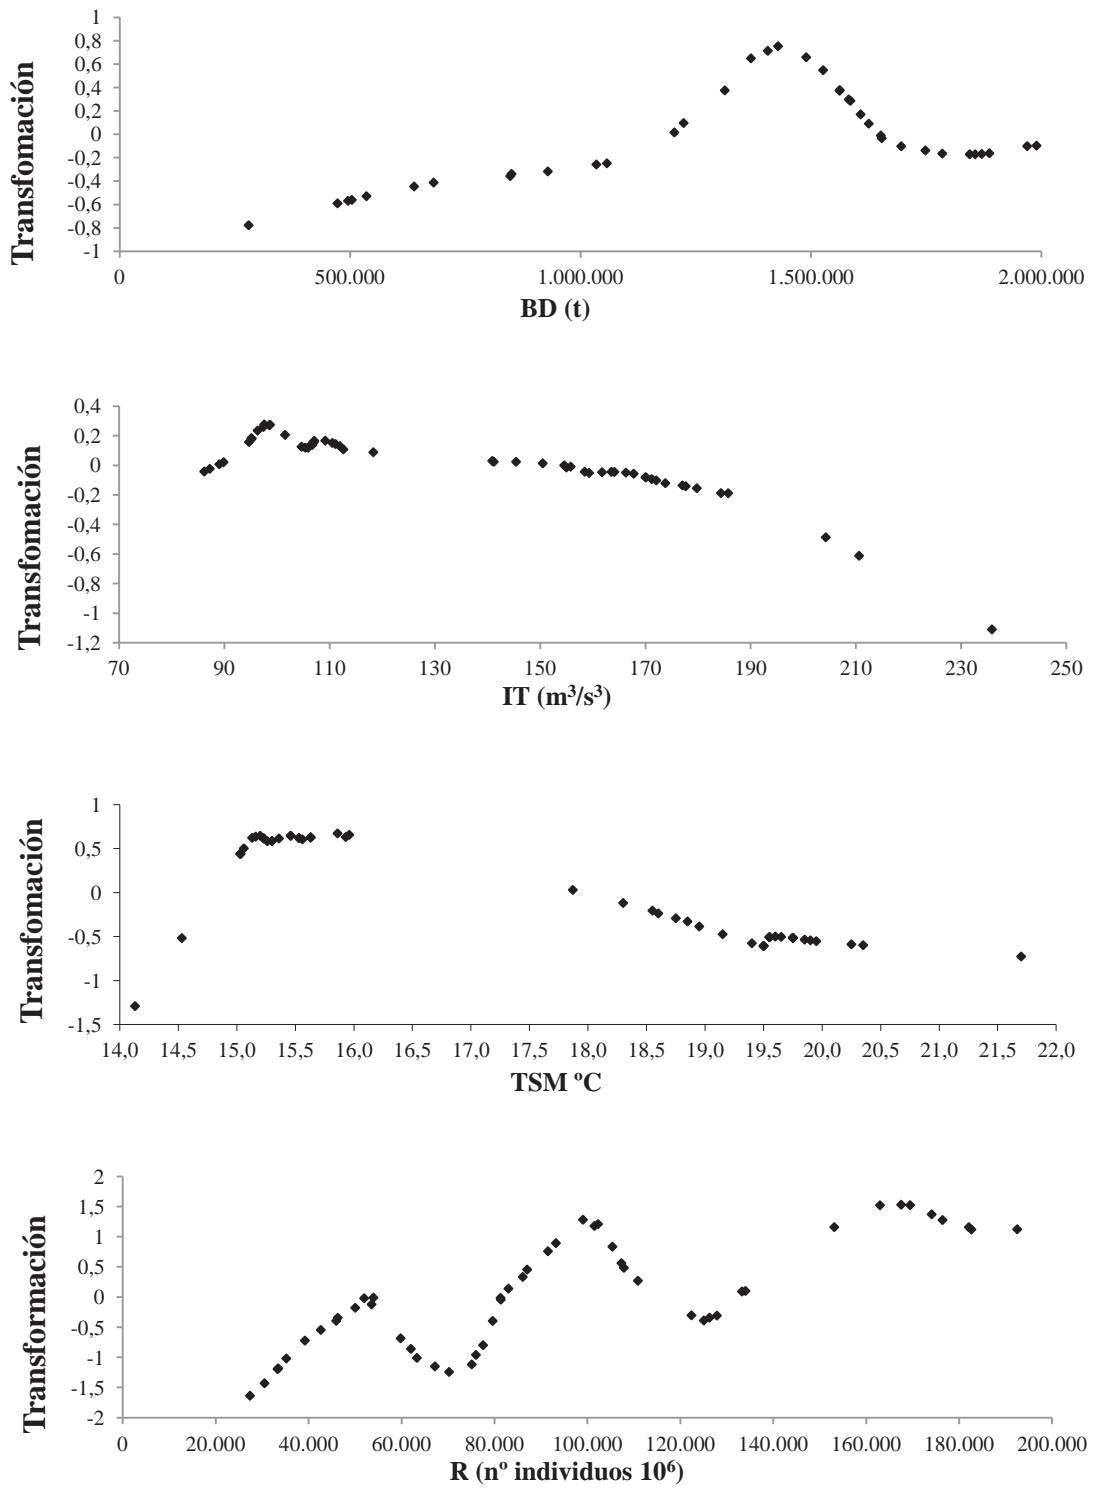 1
0,8
0,6
0,4
0,2
0
-0,2
-0,4
-0,6
-0,8
-1
Transfomación
0 500.000 1.000.000 1.500.000 2.000.000
BD (t)
0,4
0,2
0
-0,2
-0,4
-0,6
-0,8
-1
-1,2
Transfomación
70 90 110 130 150 170 190 210 230 250
IT (m³/s³)
1
0,5
0
-0,5
-1
-1,5
Transfomación
14,0 14,5 15,0 15,5 16,0 16,5 17,0 17,5 18,0 18,5 19,0 19,5 20,0 20,5 21,0 21,5 22,0
TSM ºC
2
1,5
1
0,5
0
-0,5
-1
-1,5
-2
Transformación
0 20.000 40.000 60.000 80.000 100.000 120.000 140.000 160.000 180.000 200.000
R (nº individuos 10⁶)